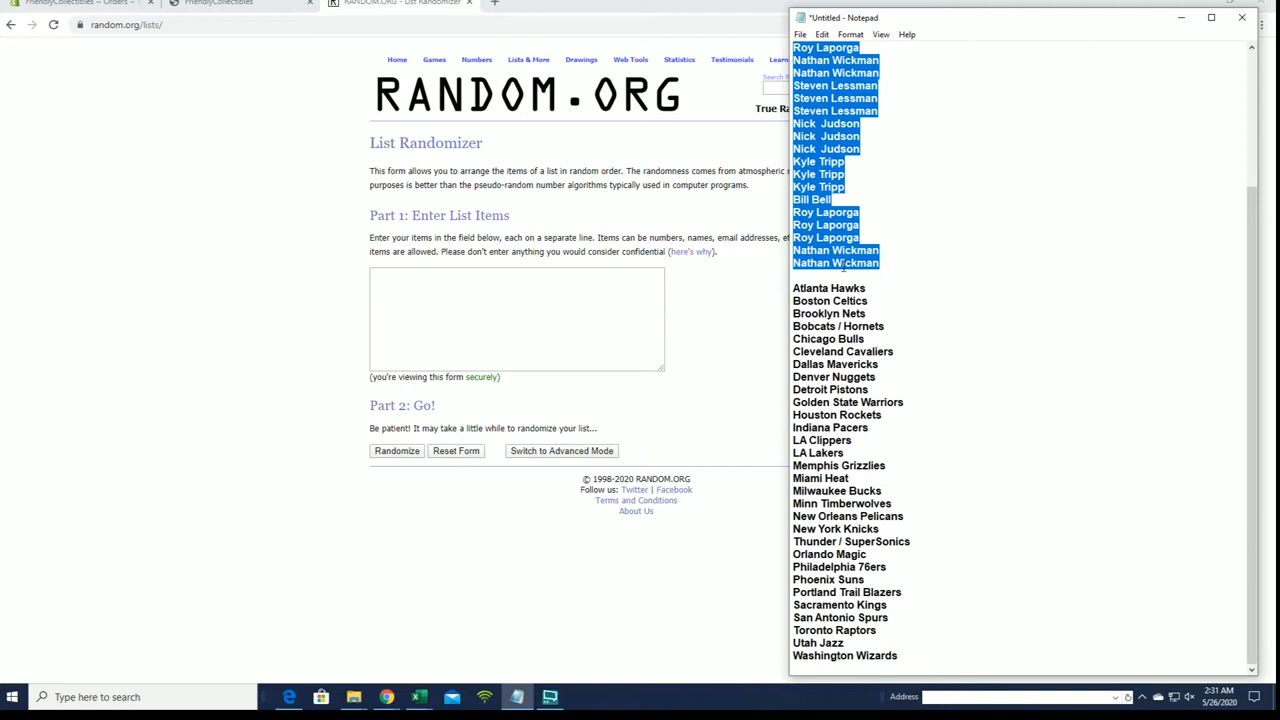 FriendlyCollectibles ~ Orders ~
FriendlyCollectibles
RANDOM.ORG - List Randomizer
random.org/lists/
Home Games Numbers Lists & More Drawings Web Tools Statistics Testimonials Learn
RANDOM.ORG
True Ra
List Randomizer
This form allows you to arrange the items of a list in random order. The randomness comes from atmospheric
purposes is better than the pseudo-random number algorithms typically used in computer programs.
Part 1: Enter List Items
Enter your items in the field below, each on a separate line. Items can be numbers, names, email addresses, etc
items are allowed. Please don't enter anything you would consider confidential (here's why).
(you're viewing this form securely)
Part 2: Go!
Be patient! It may take a little while to randomize your list...
Randomize Reset Form Switch to Advanced Mode
© 1998-2020 RANDOM.ORG
Follow us: Twitter | Facebook
Terms and Conditions
About Us
*Untitled - Notepad
File Edit Format View Help
Roy Laporga
Nathan Wickman
Nathan Wickman
Steven Lessman
Steven Lessman
Steven Lessman
Nick Judson
Nick Judson
Nick Judson
Kyle Tripp
Kyle Tripp
Kyle Tripp
Bill Bell
Roy Laporga
Roy Laporga
Roy Laporga
Nathan Wickman
Nathan Wickman
Atlanta Hawks
Boston Celtics
Brooklyn Nets
Bobcats / Hornets
Chicago Bulls
Cleveland Cavaliers
Dallas Mavericks
Denver Nuggets
Detroit Pistons
Golden State Warriors
Houston Rockets
Indiana Pacers
LA Clippers
LA Lakers
Memphis Grizzlies
Miami Heat
Milwaukee Bucks
Minn Timberwolves
New Orleans Pelicans
New York Knicks
Thunder / SuperSonics
Orlando Magic
Philadelphia 76ers
Phoenix Suns
Portland Trail Blazers
Sacramento Kings
San Antonio Spurs
Toronto Raptors
Utah Jazz
Washington Wizards
Type here to search
Address
2:31 AM
5/26/2020